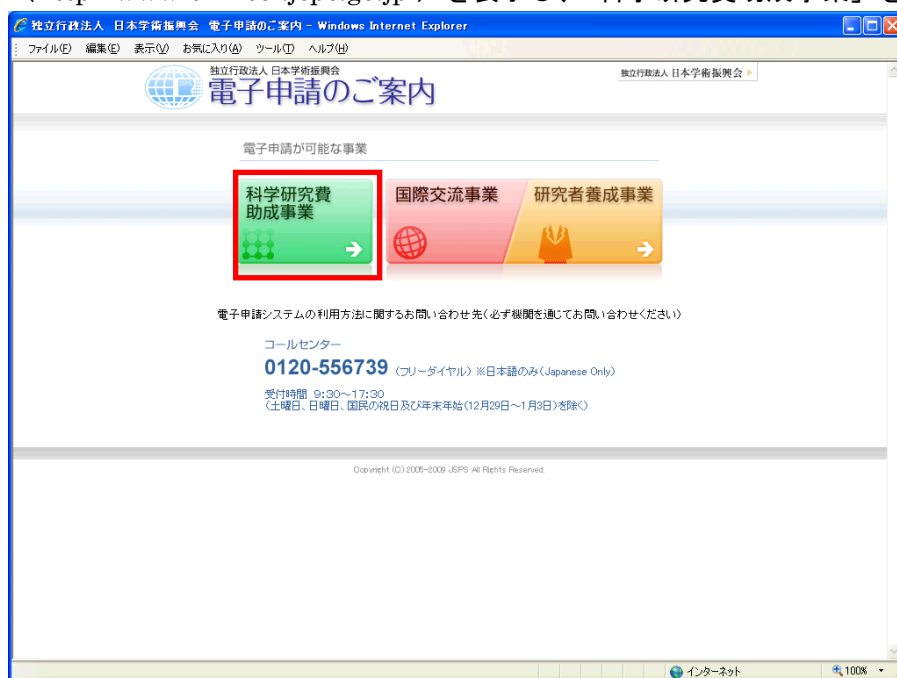 独立行政法人 日本学術振興会 電子申請のご案内 - Windows Internet Explorer
ファイル(F) 編集(E) 表示(V) お気に入り(A) ツール(T) ヘルプ(H)
独立行政法人 日本学術振興会
電子申請のご案内
独立行政法人 日本学術振興会
電子申請が可能な事業
科学研究費
助成事業
国際交流事業
研究者養成事業
電子申請システムの利用方法に関するお問い合わせ先(必ず機関を通じてお問い合わせください)
コールセンター
0120-556739 (フリーダイヤル) ※日本語のみ(Japanese Only)
受付時間 9:30~17:30
(土曜日、日曜日、国民の祝日及び年末年始(12月29日~1月3日)を除く)
Copyright (C) 2005-2009 JSPS All Rights Reserved.
インターネット 100%